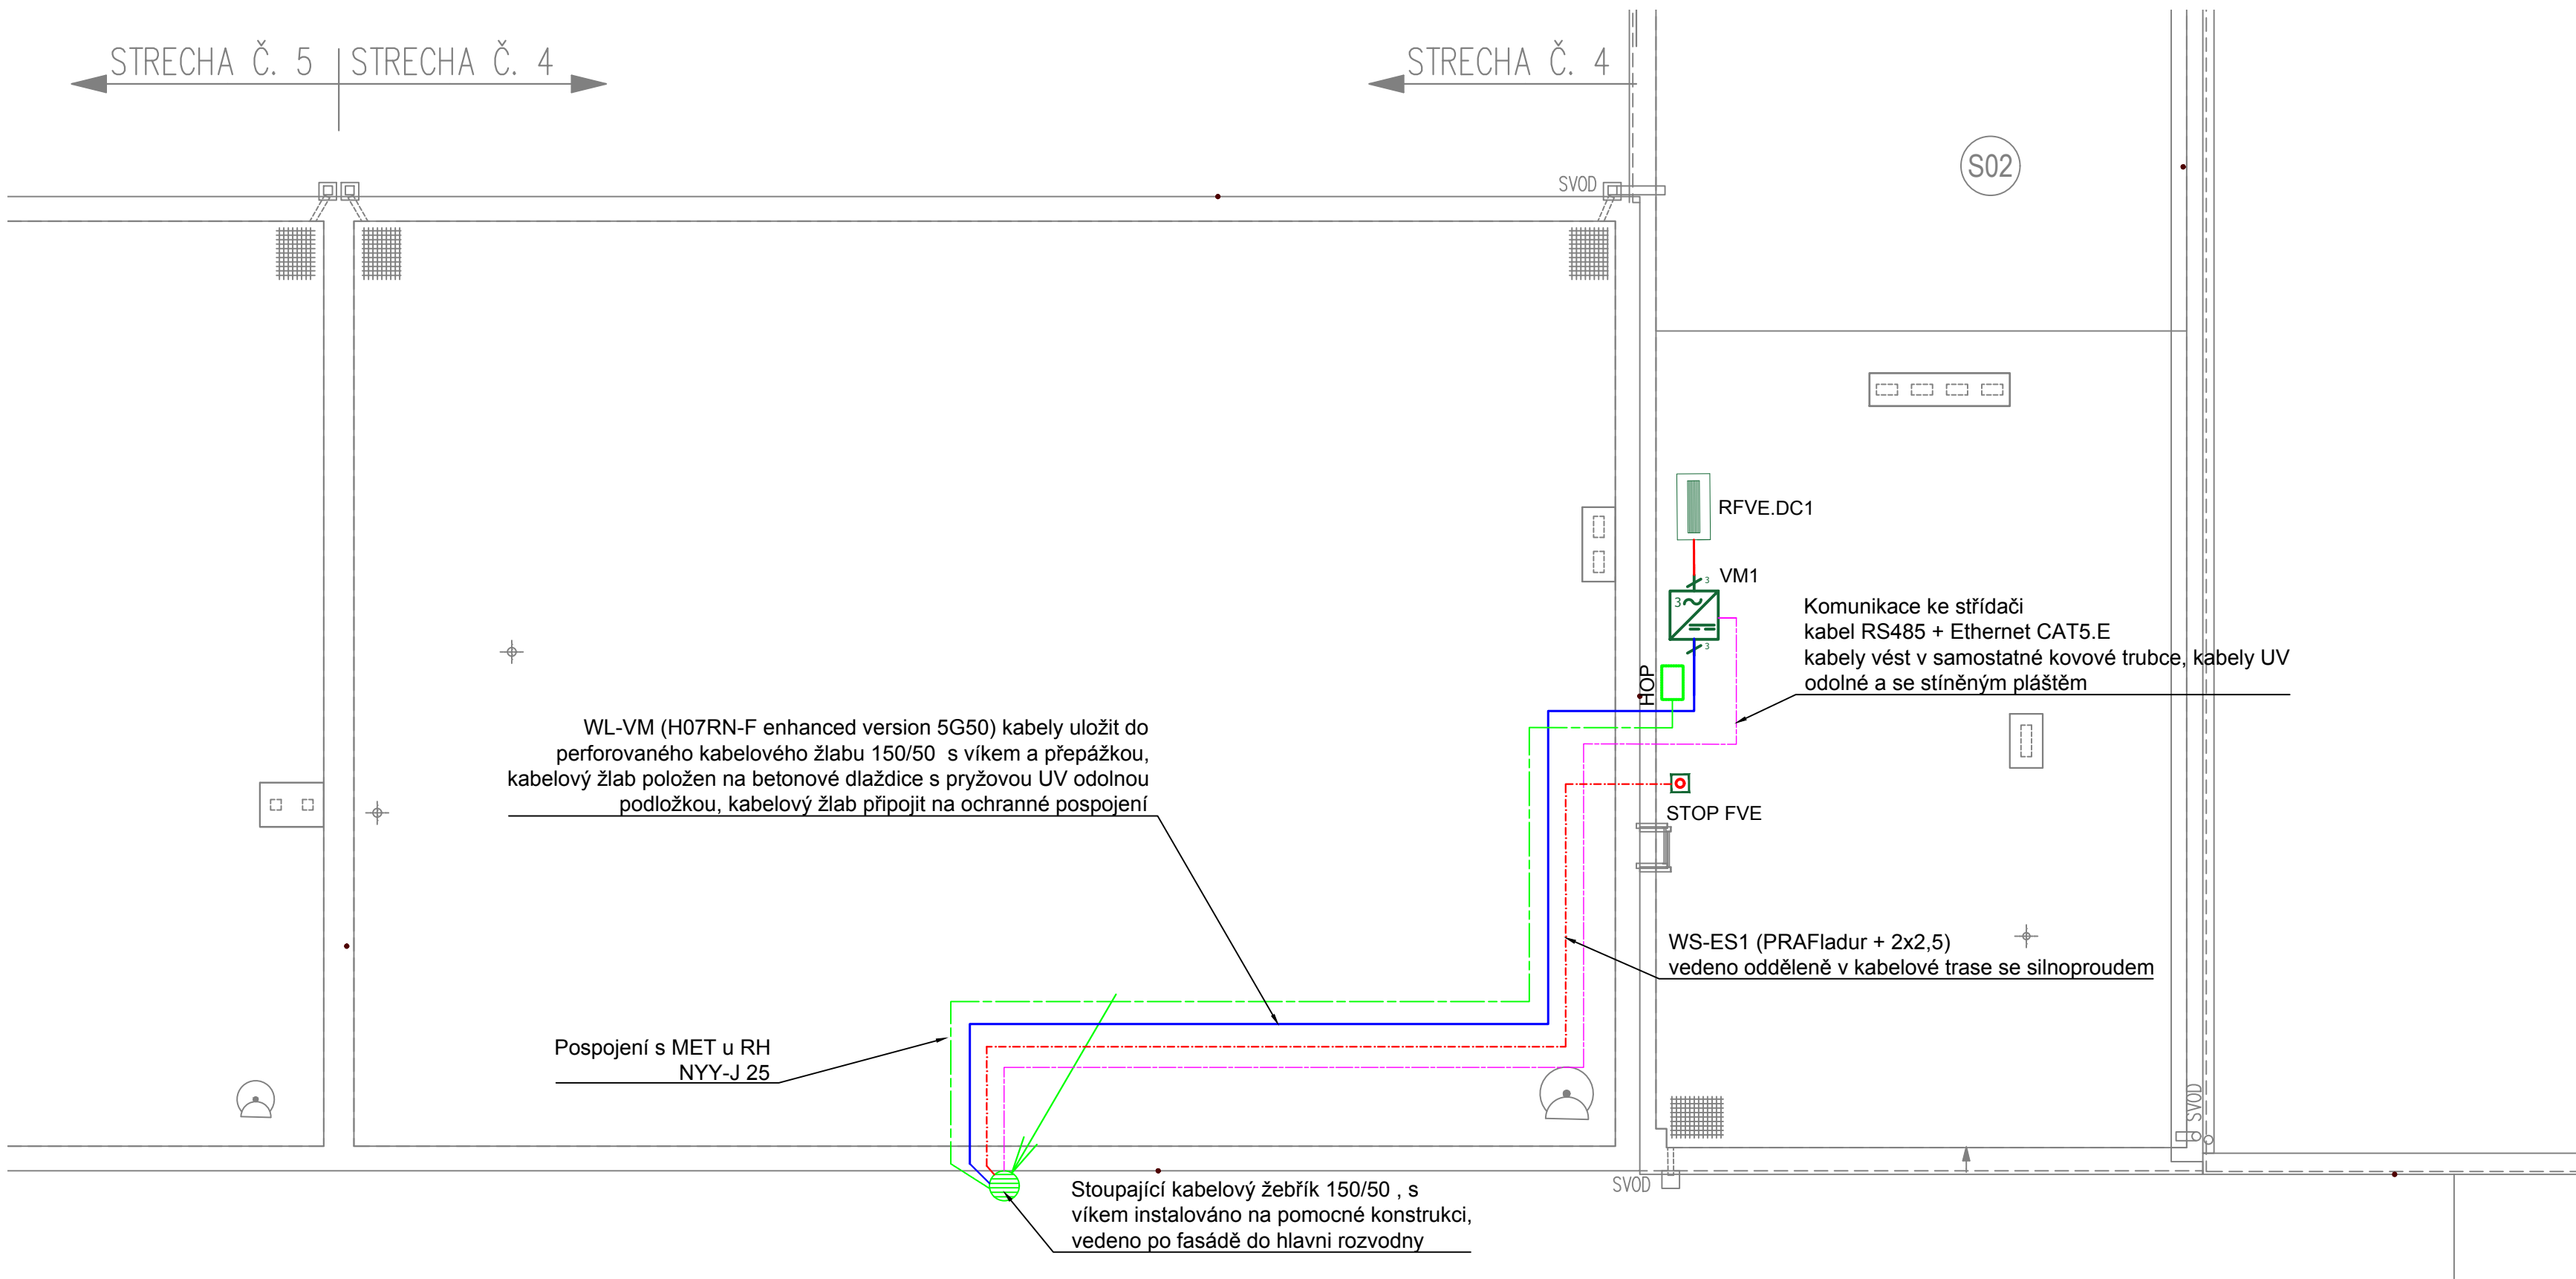 STRECHA Č. 5
STRECHA Č. 4
STRECHA Č. 4
SVOD
S02
RFVE.DC1
3
VM1
3
3
Komunikace ke střídači
kabel RS485 + Ethernet CAT5.E
kabely vést v samostatné kovové trubce, kabely UV
odolné a se stíněným pláštěm
HOP
WL-VM (H07RN-F enhanced version 5G50) kabely uložit do
perforovaného kabelového žlabu 150/50 s víkem a přepážkou,
kabelový žlab položen na betonové dlaždice s pryžovou UV odolnou
podložkou, kabelový žlab připojit na ochranné pospojení
STOP FVE
WS-ES1 (PRAFladur + 2x2,5)
vedeno odděleně v kabelové trase se silnoproudem
Pospojení s MET u RH
NYY-J 25
SVOD
SVOD
Stoupající kabelový žebřík 150/50 , s
víkem instalováno na pomocné konstrukci,
vedeno po fasádě do hlavni rozvodny